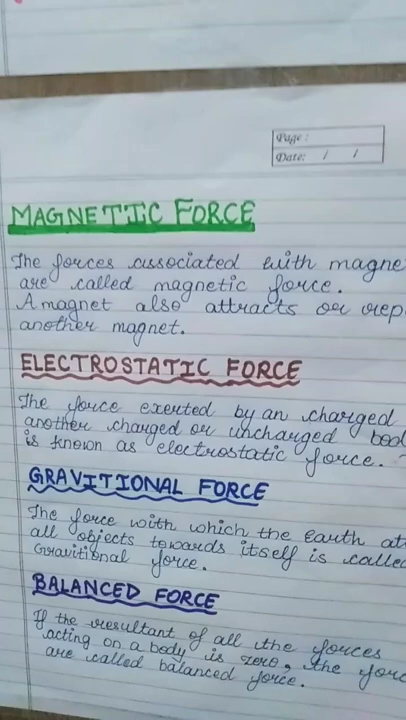 Page:
Date: / /
MAGNETIC FORCE
The forces associated with magne
are called magnetic force.
A magnet also attracts or rep
another magnet.
ELECTROSTATIC FORCE
The force exerted by an charged
another charged or uncharged bod
is known as electrostatic force.
GRAVITIONAL FORCE
The force with which the Earth at
all objects towards itself is called
Gravitional force.
BALANCED FORCE
If the resultant of all the forces
acting on a body is zero, the forc
are called balanced force.